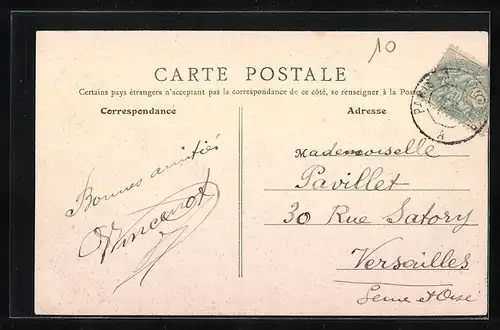 10
CARTE POSTALE
Certains pays étrangers n'acceptant pas la correspondance de ce côté, se renseigner à la Poste
Correspondance
Adresse
Bonnes amitiés
Vincenot
Mademoiselle
Pavillet
30 Rue Satory
Versailles
Seine et Oise